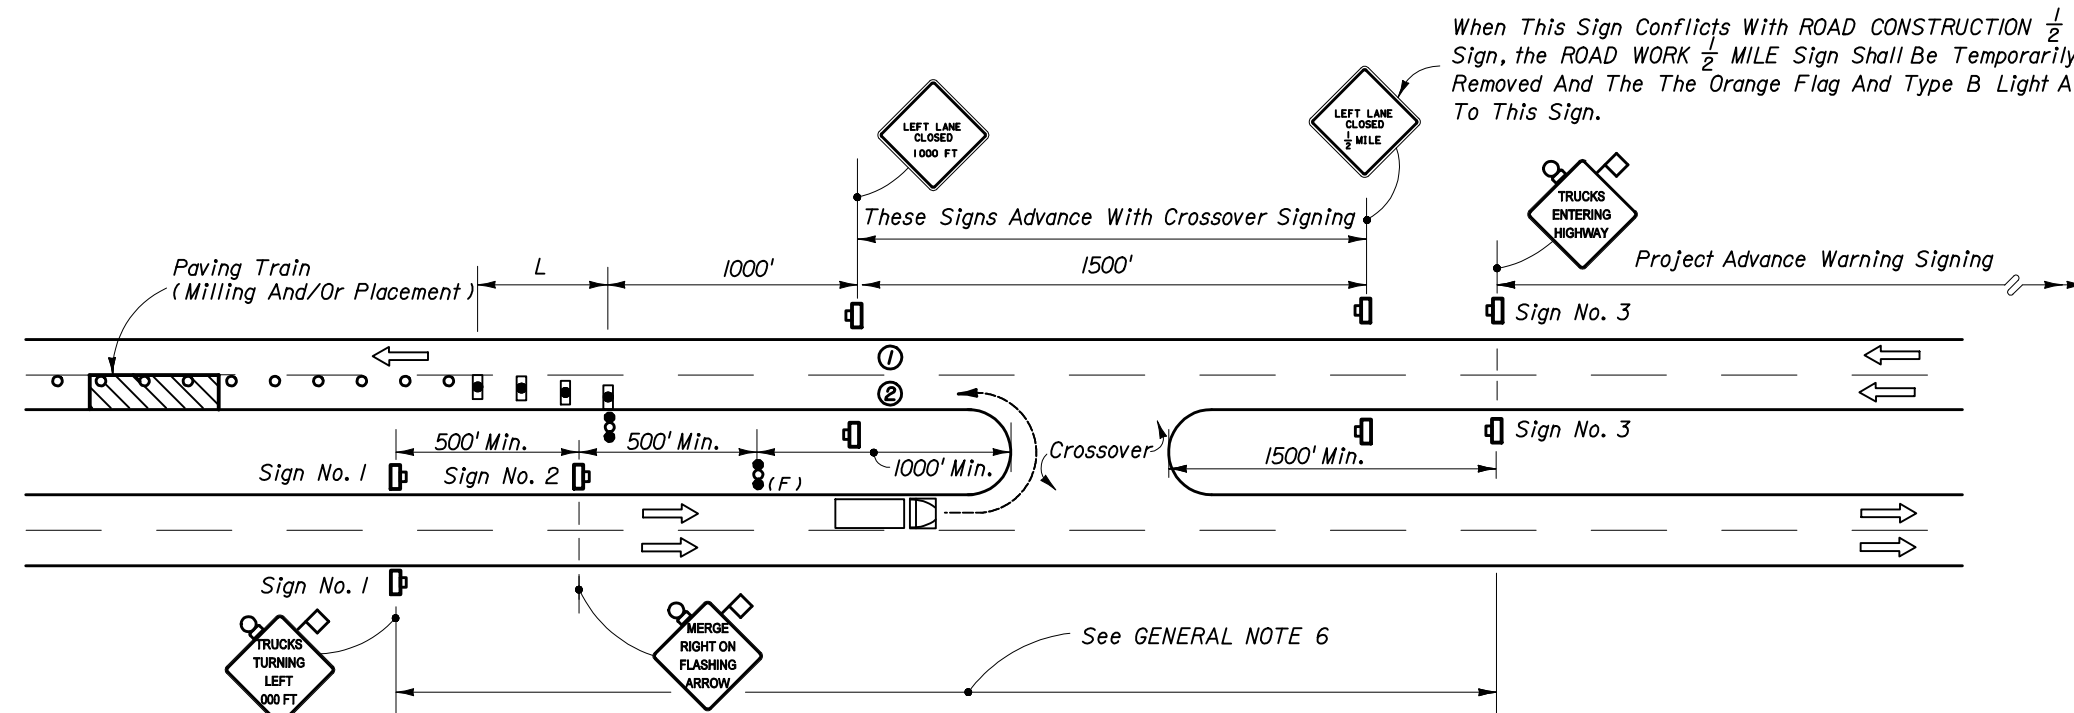 When This Sign Conflicts With ROAD CONSTRUCTION 1/2
Sign, the ROAD WORK 1/2 MILE Sign Shall Be Temporarily
Removed And The The Orange Flag And Type B Light A
To This Sign.
LEFT LANE
CLOSED
1000 FT
LEFT LANE
CLOSED
1/2 MILE
TRUCKS
ENTERING
HIGHWAY
These Signs Advance With Crossover Signing
Project Advance Warning Signing
Paving Train
(Milling And/Or Placement)
L
1000'
1500'
Sign No. 3
1
2
500' Min.
500' Min.
1000' Min.
Crossover
1500' Min.
Sign No. 3
Sign No. 1
Sign No. 2
(F)
Sign No. 1
TRUCKS
TURNING
LEFT
000 FT
MERGE
RIGHT ON
FLASHING
ARROW
See GENERAL NOTE 6